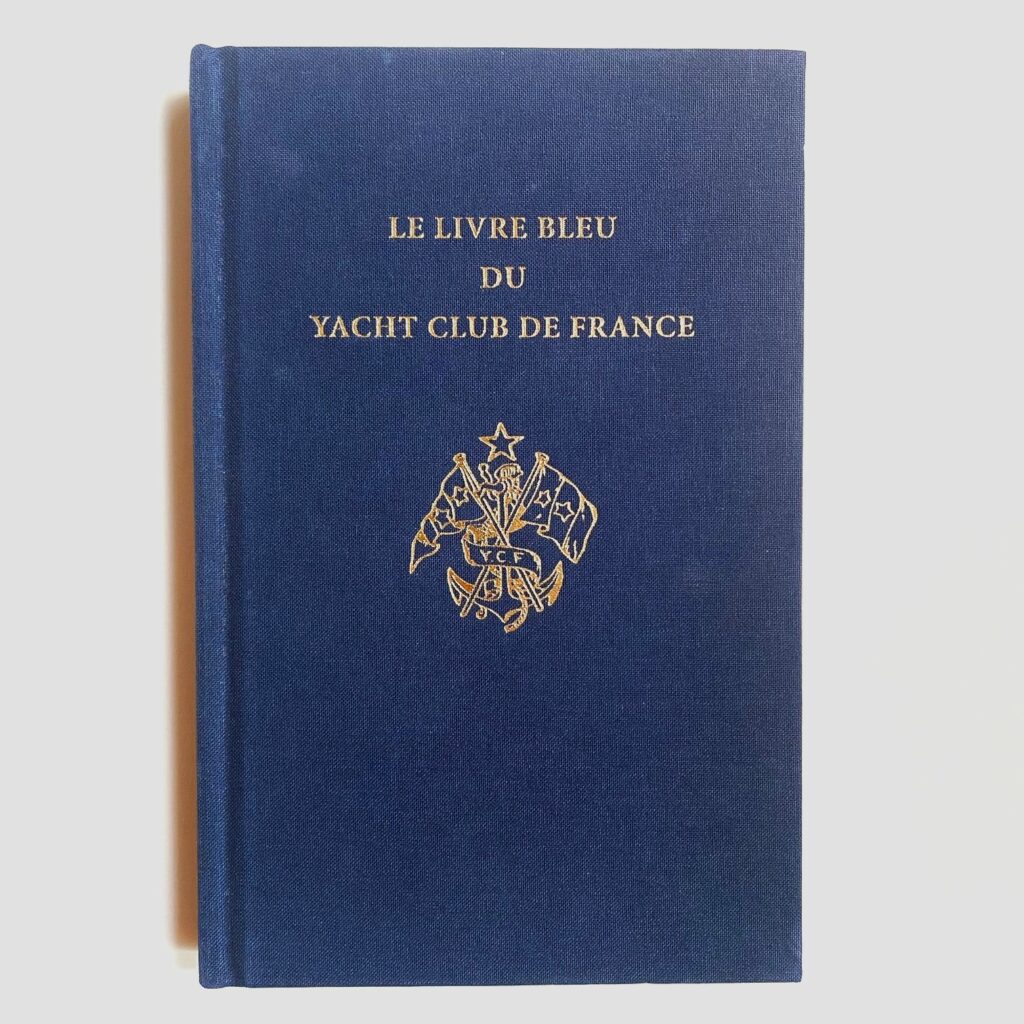 LE LIVRE BLEU
DU
YACHT CLUB DE FRANCE
Y.C.F